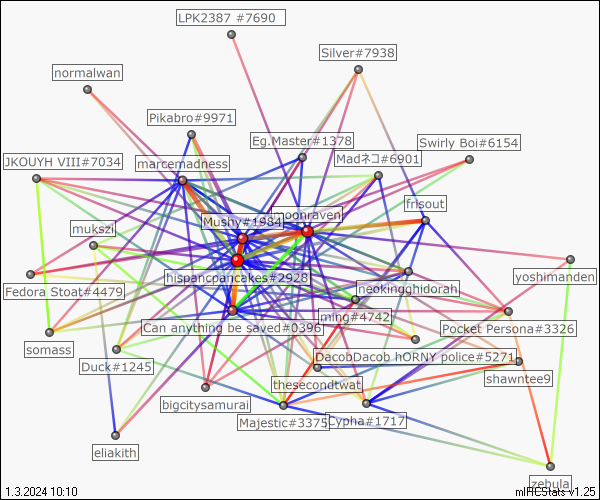 LPK2387 #7690
Silver#7938
normalwan
Pikabro#9971
Eg.Master#1378
Swirly Boi#6154
JKOUYH VIII#7034
marcemadness
Madネコ#6901
frisout
Mushy#1984
moonraven
mukszi
hispancpancakes#2928
neokingghidorah
yoshimanden
Fedora Stoat#4479
ming#4742
Can anything be saved#0396
Pocket Persona#3326
somass
DacobDacob hORNY police#5271
Duck#1245
shawntee9
thesecondtwat
bigcitysamurai
Majestic#3375
Cypha#1717
eliakith
zebula
1.3.2024 10:10
mIRCStats v1.25